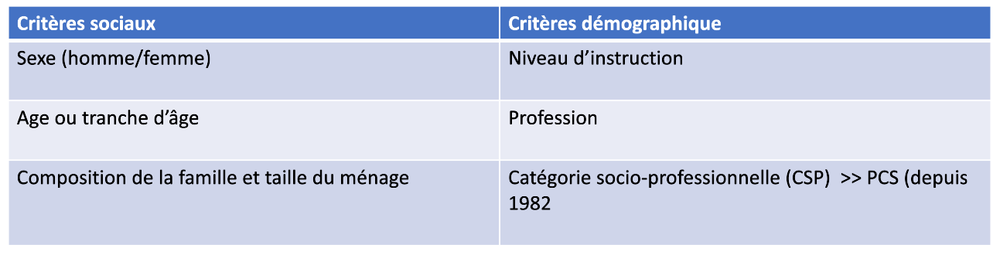 Critères sociaux
Critères démographique
Sexe (homme/femme)
Niveau d’instruction
Age ou tranche d’âge
Profession
Composition de la famille et taille du ménage
Catégorie socio-professionnelle (CSP)  >> PCS (depuis
1982